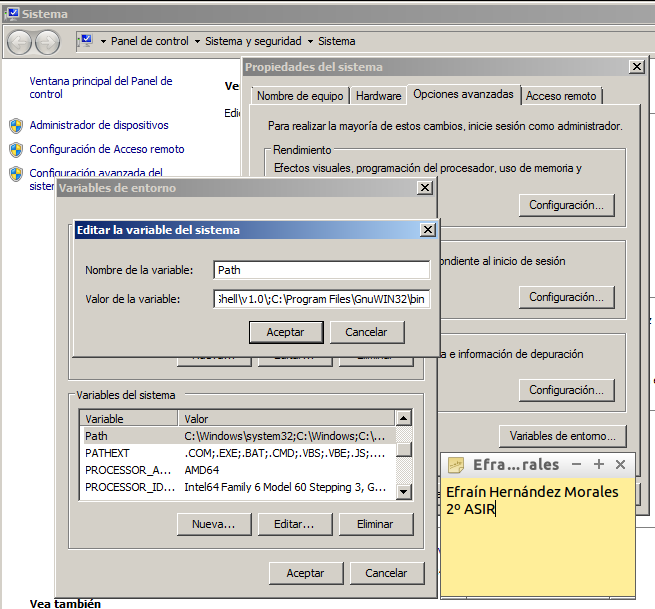 Sistema
Panel de control Sistema y seguridad Sistema
Ventana principal del Panel de
control
Administrador de dispositivos
Configuración de Acceso remoto
Configuración avanzada del
Ve
Propiedades del sistema
Nombre de equipo Hardware Opciones avanzadas Acceso remoto
Para realizar la mayoría de estos cambios, inicie sesión como administrador.
Rendimiento
Efectos visuales, programación del procesador, uso de memoria y
Configuración...
ondiente al inicio de sesión
Configuración...
a e información de depuración
Configuración...
Variables de entorno...
Variables de entorno
Editar la variable del sistema
Nombre de la variable: Path
Valor de la variable: Shell\v1.0\;C:\Program Files\GnuWIN32\bin
Aceptar Cancelar
Variables del sistema
Variable Valor
Path C:\Windows\system32;C:\Windows;C:\...
PATHEXT .COM;.EXE;.BAT;.CMD;.VBS;.VBE;.JS;....
PROCESSOR_A... AMD64
PROCESSOR_ID... Intel64 Family 6 Model 60 Stepping 3, G...
Nueva... Editar... Eliminar
Aceptar Cancelar
Efra...rales
Efraín Hernández Morales
2º ASIR
Vea también